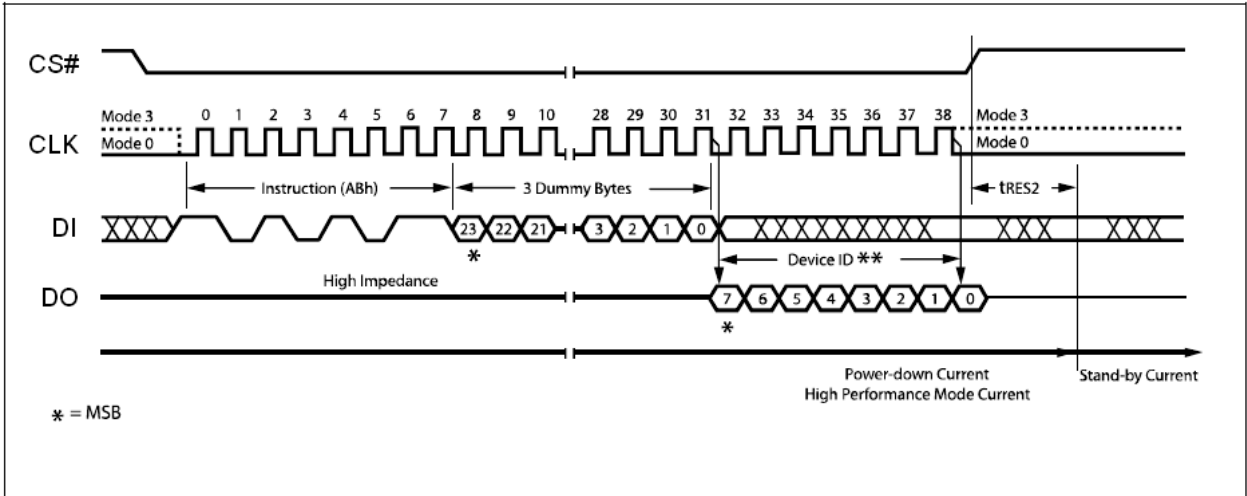 CS#
Mode 3 0 1 2 3 4 5 6 7 8 9 10 28 29 30 31 32 33 34 35 36 37 38 Mode 3
CLK Mode 0 Mode 0
Instruction (ABh) 3 Dummy Bytes tRES2
DI 23 22 21 3 2 1 0
* Device ID **
High Impedance
DO 7 6 5 4 3 2 1 0
*
Power-down Current Stand-by Current
High Performance Mode Current
* = MSB